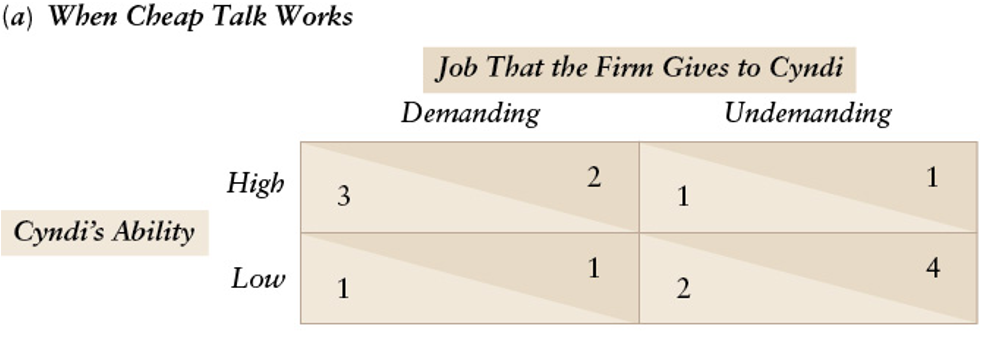 (a) When Cheap Talk Works
Job That the Firm Gives to Cyndi
Demanding Undemanding
High 3 2 1 1
Cyndi's Ability
Low 1 1 2 4